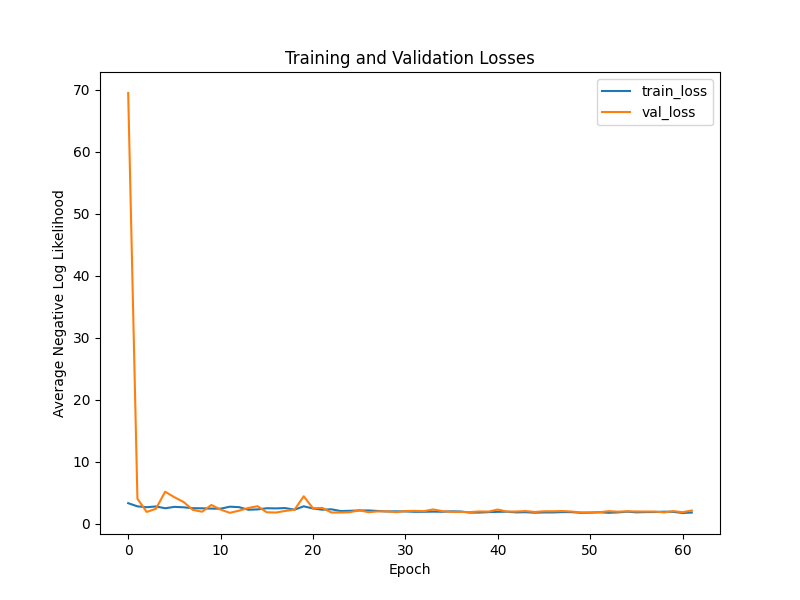 Training and Validation Losses
train_loss
val_loss
Average Negative Log Likelihood
70
60
50
40
30
20
10
0
0 10 20 30 40 50 60
Epoch